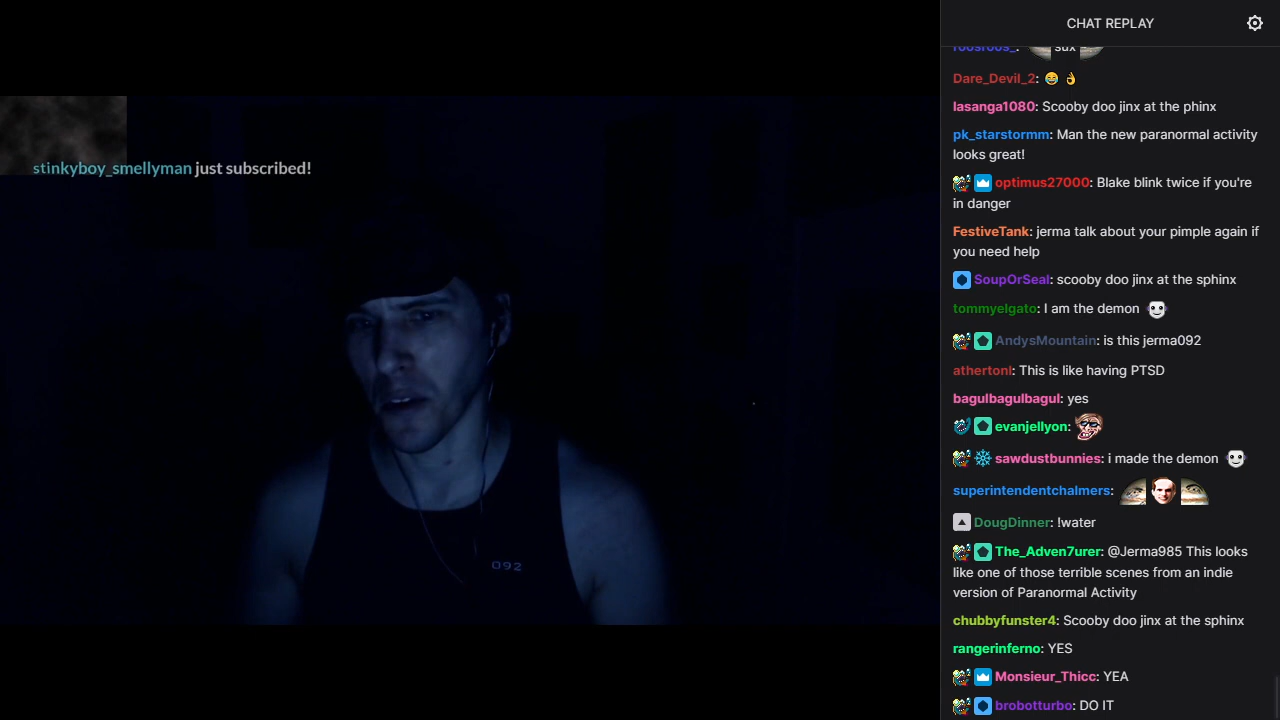 CHAT REPLAY
roosroos_: sux
stinkyboy_smellyman just subscribed!
092
Dare_Devil_2: 😂 👌
lasanga1080: Scooby doo jinx at the phinx
pk_starstormm: Man the new paranormal activity
looks great!
optimus27000: Blake blink twice if you're
in danger
FestiveTank: jerma talk about your pimple again if
you need help
SoupOrSeal: scooby doo jinx at the sphinx
tommyelgato: I am the demon
AndysMountain: is this jerma092
athertonl: This is like having PTSD
bagulbagulbagul: yes
evanjellyon:
sawdustbunnies: i made the demon
superintendentchalmers:
DougDinner: !water
The_Adven7urer: @Jerma985 This looks
like one of those terrible scenes from an indie
version of Paranormal Activity
chubbyfunster4: Scooby doo jinx at the sphinx
rangerinferno: YES
Monsieur_Thicc: YEA
brobotturbo: DO IT